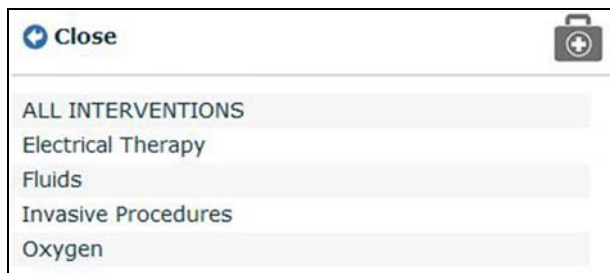 Close
ALL INTERVENTIONS
Electrical Therapy
Fluids
Invasive Procedures
Oxygen